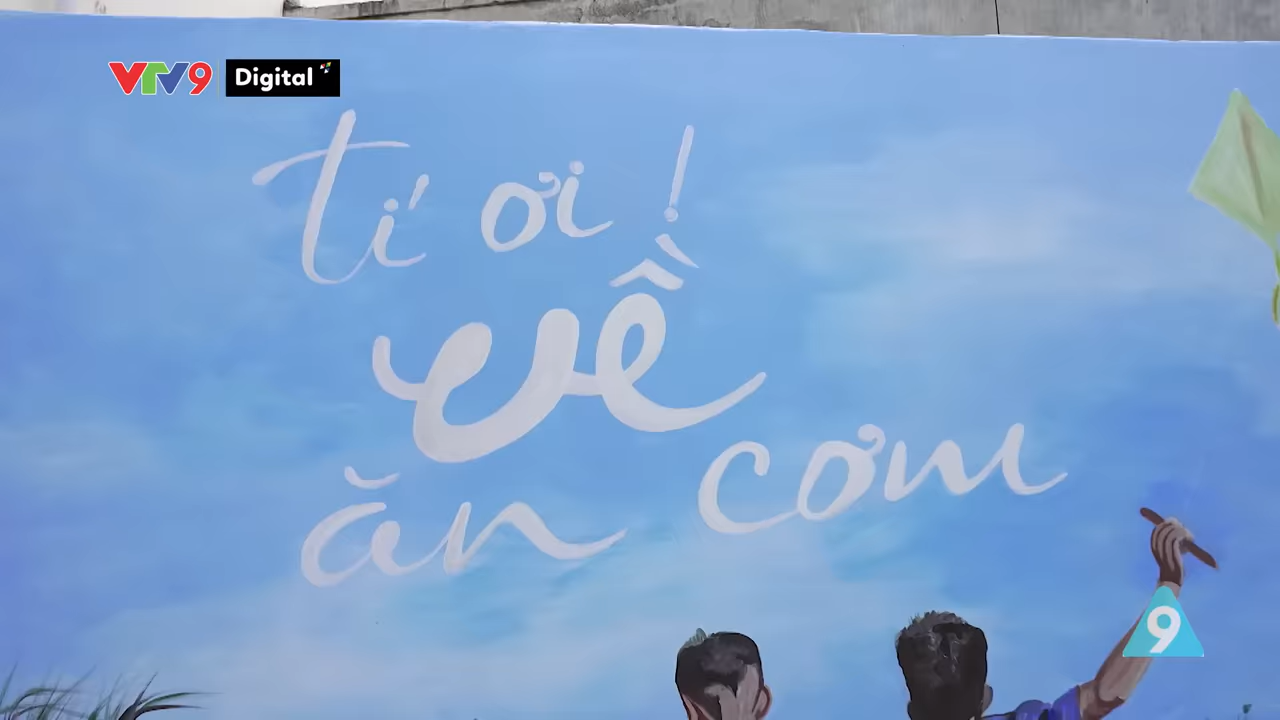 VTV9 Digital
tí ơi !
về
ăn cơm
9